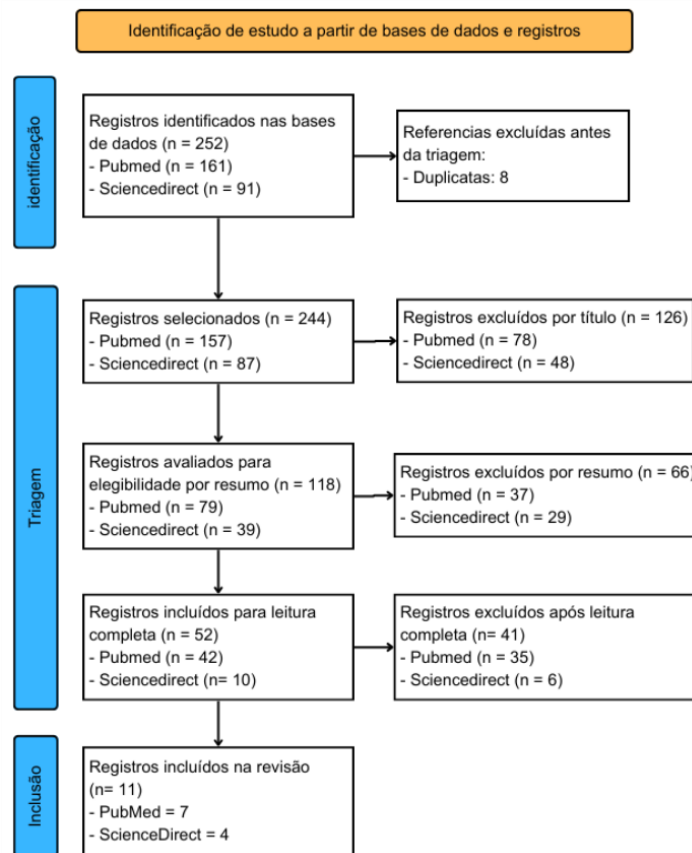 Identificação de estudo a partir de bases de dados e registros
identificação
Registros identificados nas bases
de dados (n = 252)
- Pubmed (n = 161)
- Sciencedirect (n = 91)
Referencias excluídas antes
da triagem:
- Duplicatas: 8
Triagem
Registros selecionados (n = 244)
- Pubmed (n = 157)
- Sciencedirect (n = 87)
Registros excluídos por título (n = 126)
- Pubmed (n = 78)
- Sciencedirect (n = 48)
Registros avaliados para
elegibilidade por resumo (n = 118)
- Pubmed (n = 79)
- Sciencedirect (n = 39)
Registros excluídos por resumo (n = 66)
- Pubmed (n = 37)
- Sciencedirect (n = 29)
Registros incluídos para leitura
completa (n = 52)
- Pubmed (n = 42)
- Sciencedirect (n= 10)
Registros excluídos após leitura
completa (n= 41)
- Pubmed (n = 35)
- Sciencedirect (n = 6)
Inclusão
Registros incluídos na revisão
(n= 11)
- PubMed = 7
- ScienceDirect = 4